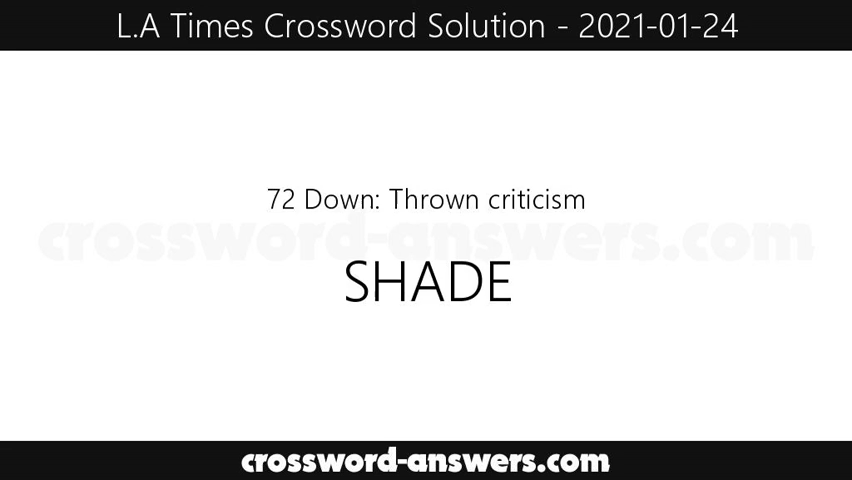 L.A Times Crossword Solution - 2021-01-24
72 Down: Thrown criticism
crossword-answers.com
SHADE
crossword-answers.com